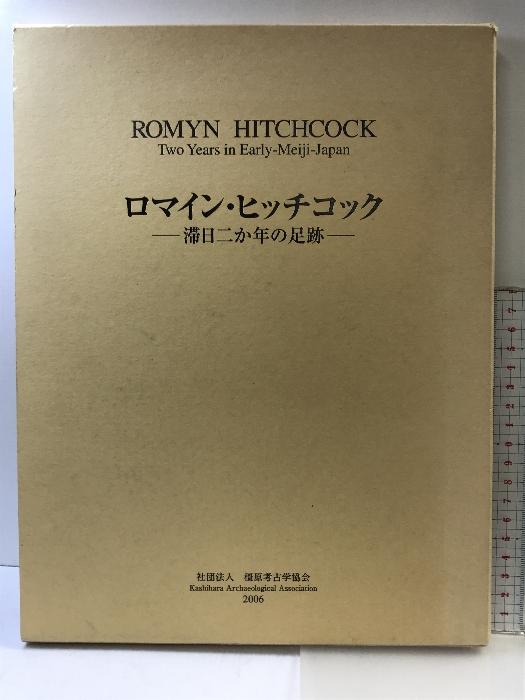 ROMYN HITCHCOCK
Two Years in Early-Meiji-Japan
ロマイン・ヒッチコック
―滞日二か年の足跡―
社団法人 橿原考古学協会
Kashihara Archaeological Association
2006